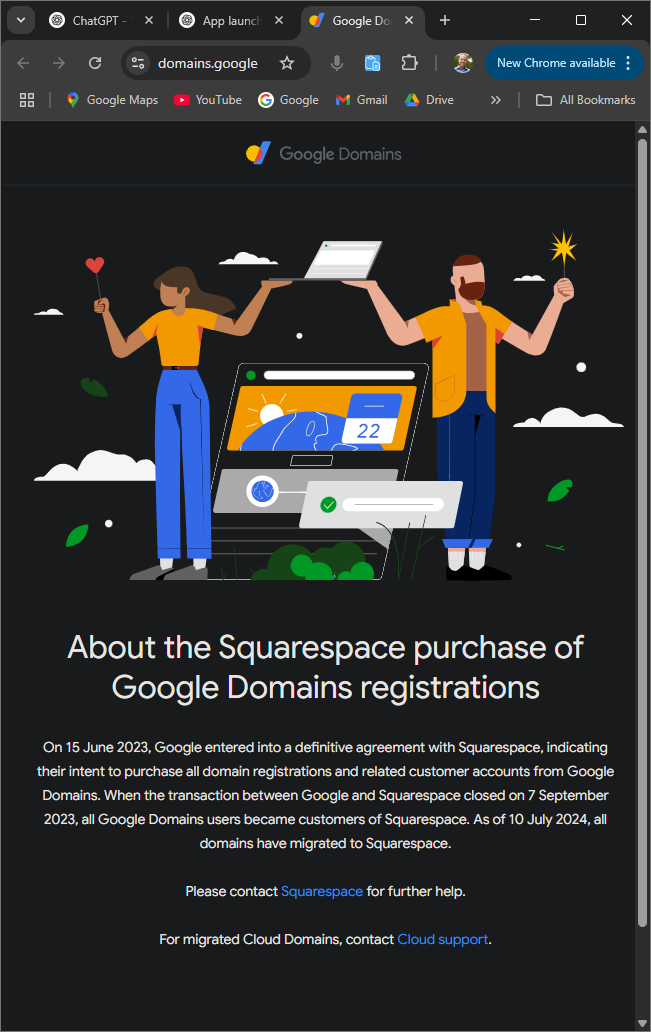 ChatGPT -
App launch
Google Do
domains.google
New Chrome available
Google Maps
YouTube
Google
Gmail
Drive
All Bookmarks
Google Domains
22
About the Squarespace purchase of
Google Domains registrations
On 15 June 2023, Google entered into a definitive agreement with Squarespace, indicating
their intent to purchase all domain registrations and related customer accounts from Google
Domains. When the transaction between Google and Squarespace closed on 7 September
2023, all Google Domains users became customers of Squarespace. As of 10 July 2024, all
domains have migrated to Squarespace.
Please contact Squarespace for further help.
For migrated Cloud Domains, contact Cloud support.